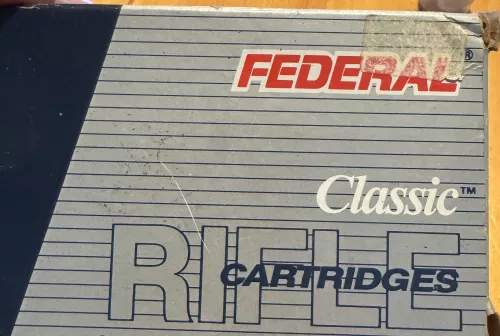 FEDERAL®
Classic™
RIFLE
CARTRIDGES